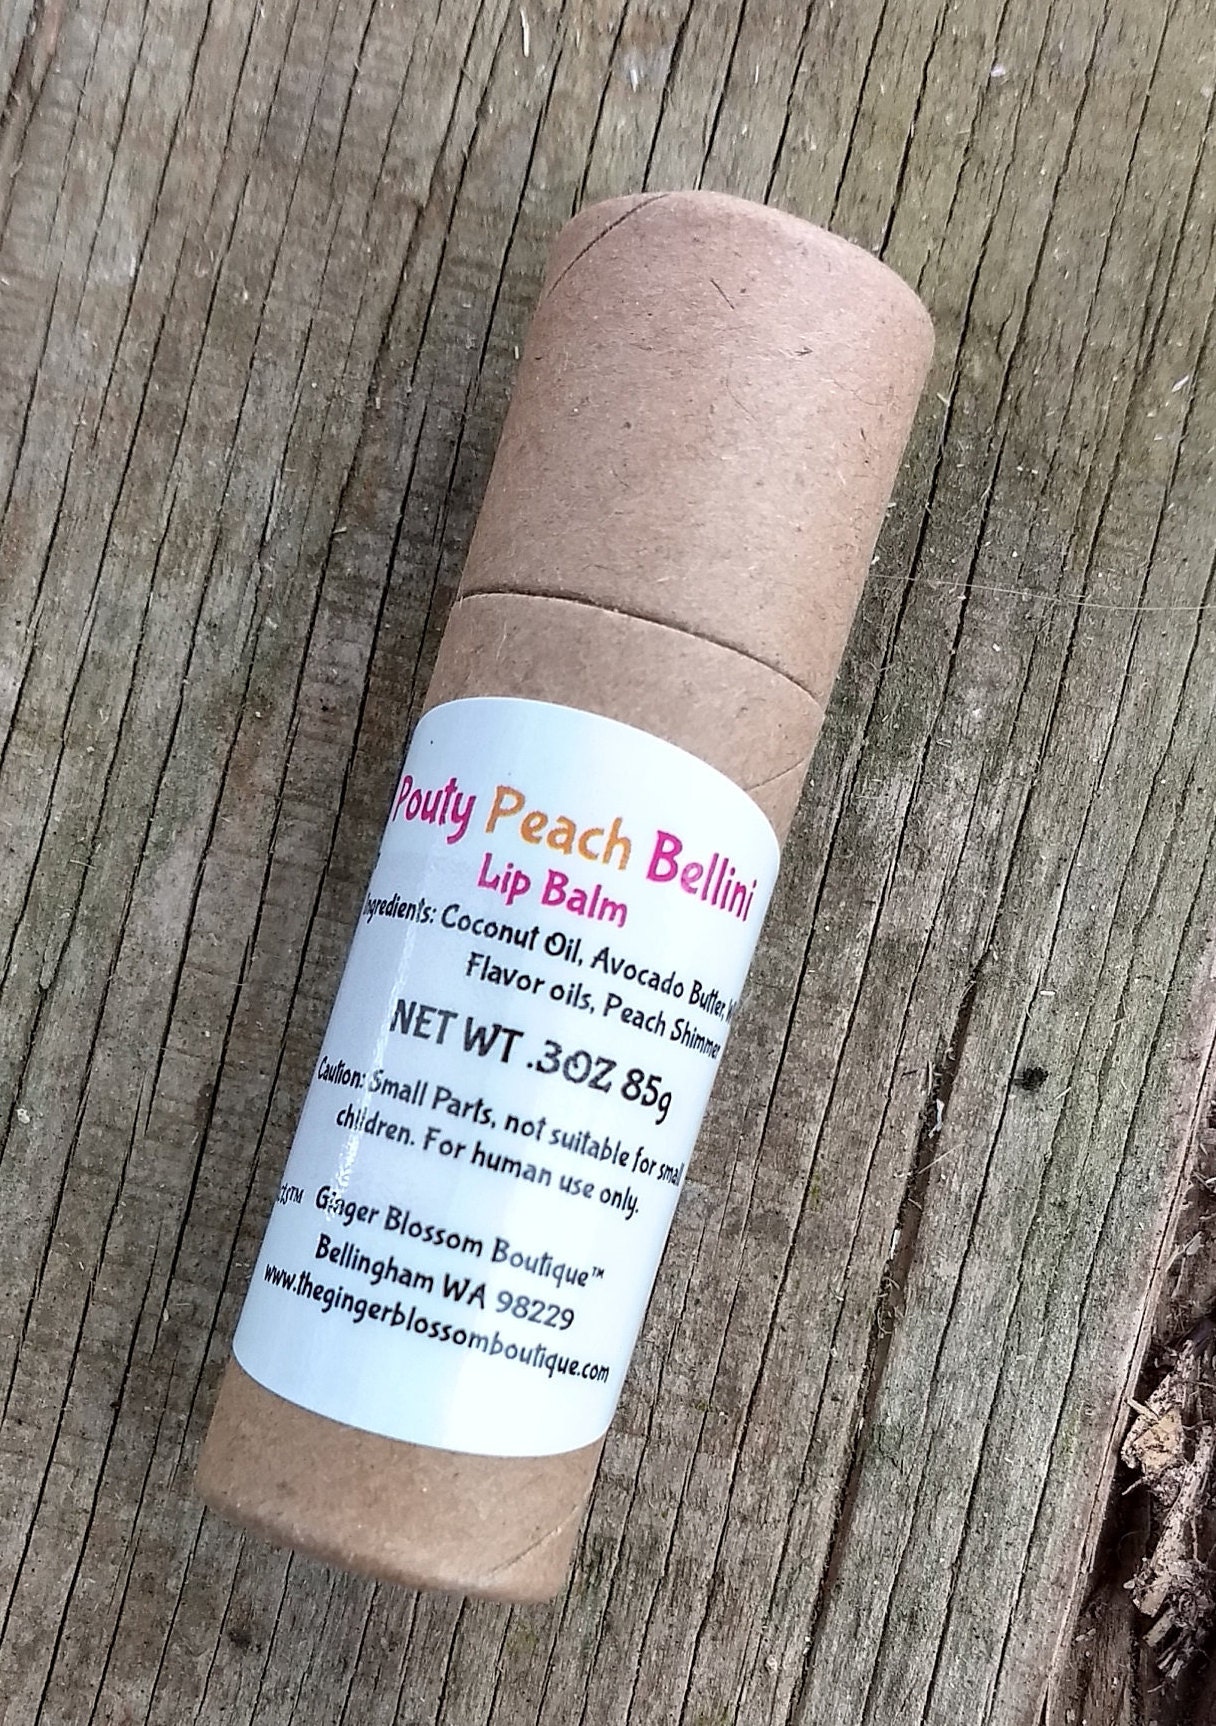 Pouty Peach Bellini
Lip Balm
Ingredients: Coconut Oil, Avocado Butter,
Flavor oils, Peach Shimmer
NET WT .3OZ 85g
Caution: Small Parts, not suitable for small
children. For human use only.
Ginger Blossom Boutique™
Bellingham WA 98229
www.thegingerblossomboutique.com